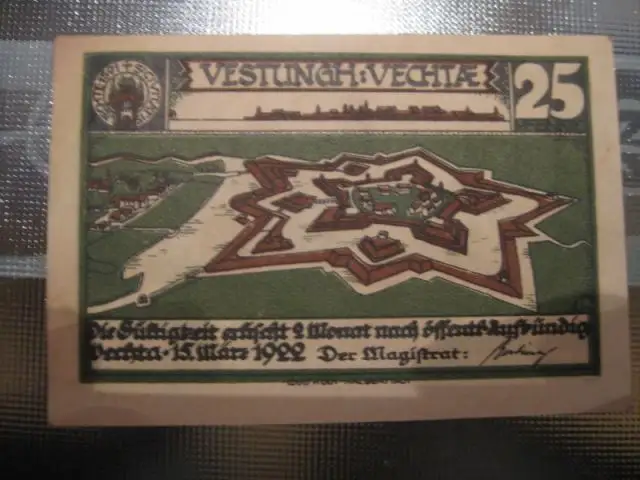 VESTUNGH:VECHTÆ
25
Die Gültigkeit erlischt 2 Monat nach öffentl. Aufkündig
Vechta · 15. März 1922 Der Magistrat: